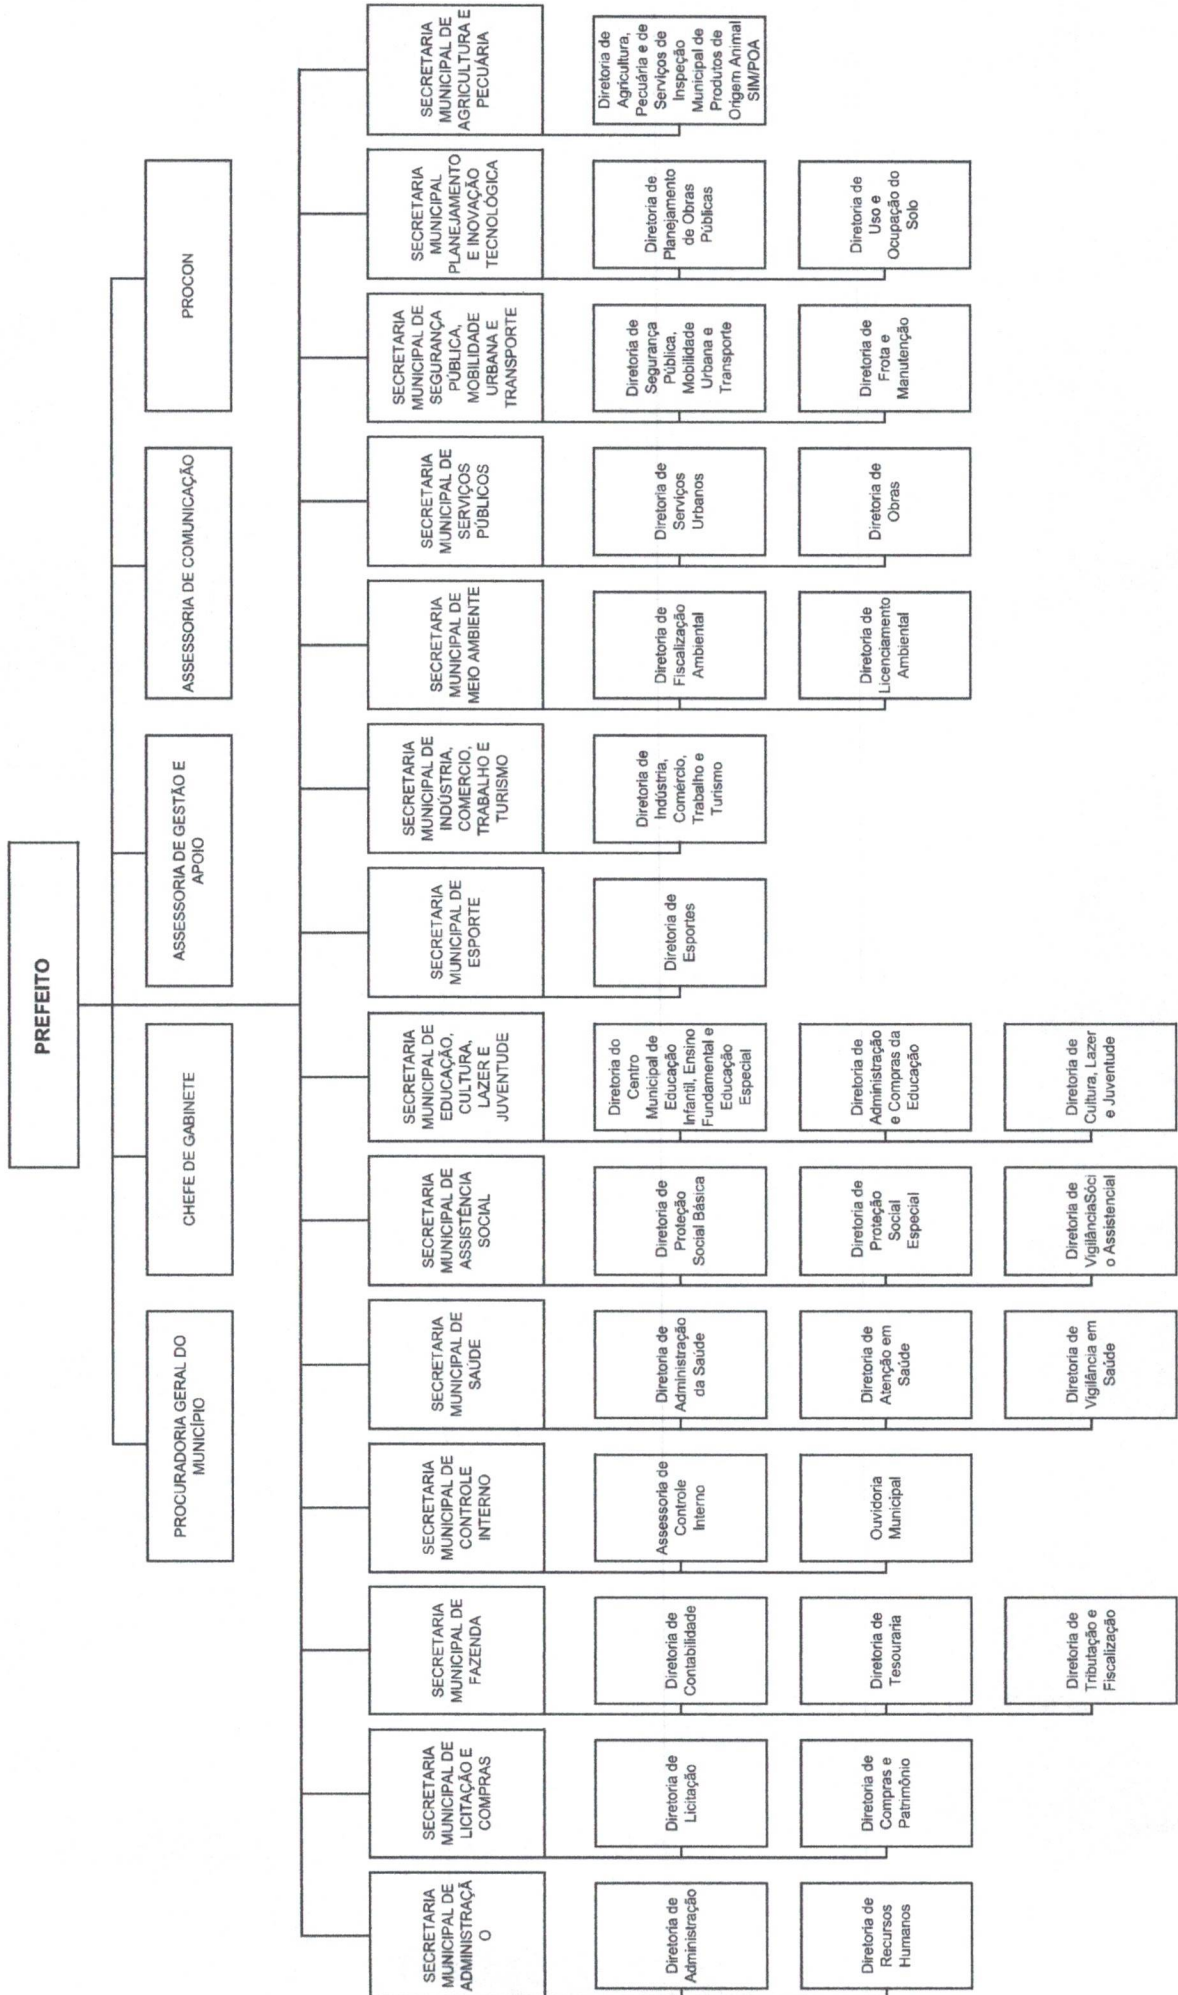 PREFEITO
PROCURADORIA GERAL DO
MUNICÍPIO
CHEFE DE GABINETE
ASSESSORIA DE GESTÃO E
APOIO
ASSESSORIA DE COMUNICAÇÃO
PROCON
SECRETARIA
MUNICIPAL DE
ADMINISTRAÇÃ
O
Diretoria de
Administração
Diretoria de
Recursos
Humanos
SECRETARIA
MUNICIPAL DE
LICITAÇÃO E
COMPRAS
Diretoria de
Licitação
Diretoria de
Compras e
Patrimônio
SECRETARIA
MUNICIPAL DE
FAZENDA
Diretoria de
Contabilidade
Diretoria de
Tesouraria
Diretoria de
Tributação e
Fiscalização
SECRETARIA
MUNICIPAL DE
CONTROLE
INTERNO
Assessoria de
Controle
Interno
Ouvidoria
Municipal
SECRETARIA
MUNICIPAL DE
SAÚDE
Diretoria de
Administração
da Saúde
Diretoria de
Atenção em
Saúde
Diretoria de
Vigilância em
Saúde
SECRETARIA
MUNICIPAL DE
ASSISTÊNCIA
SOCIAL
Diretoria de
Proteção
Social Básica
Diretoria de
Proteção
Social
Especial
Diretoria de
VigilânciaSóci
o Assistencial
SECRETARIA
MUNICIPAL DE
EDUCAÇÃO,
CULTURA,
LAZER E
JUVENTUDE
Diretoria do
Centro
Municipal de
Educação
Infantil, Ensino
Fundamental e
Educação
Especial
Diretoria de
Administração
e Compras da
Educação
Diretoria de
Cultura, Lazer
e Juventude
SECRETARIA
MUNICIPAL DE
ESPORTE
Diretoria de
Esportes
SECRETARIA
MUNICIPAL DE
INDÚSTRIA,
COMERCIO,
TRABALHO E
TURISMO
Diretoria de
Indústria,
Comércio,
Trabalho e
Turismo
SECRETARIA
MUNICIPAL DE
MEIO AMBIENTE
Diretoria de
Fiscalização
Ambiental
Diretoria de
Licenciamento
Ambiental
SECRETARIA
MUNICIPAL DE
SERVIÇOS
PÚBLICOS
Diretoria de
Serviços
Urbanos
Diretoria de
Obras
SECRETARIA
MUNICIPAL DE
SEGURANÇA
PÚBLICA,
MOBILIDADE
URBANA E
TRANSPORTE
Diretoria de
Segurança
Pública,
Mobilidade
Urbana e
Transporte
Diretoria de
Frota e
Manutenção
SECRETARIA
MUNICIPAL
PLANEJAMENTO
E INOVAÇÃO
TECNOLÓGICA
Diretoria de
Planejamento
de Obras
Públicas
Diretoria de
Uso e
Ocupação do
Solo
SECRETARIA
MUNICIPAL DE
AGRICULTURA E
PECUÁRIA
Diretoria de
Agricultura,
Pecuária e de
Serviços de
Inspeção
Municipal de
Produtos de
Origem Animal
SIM/POA